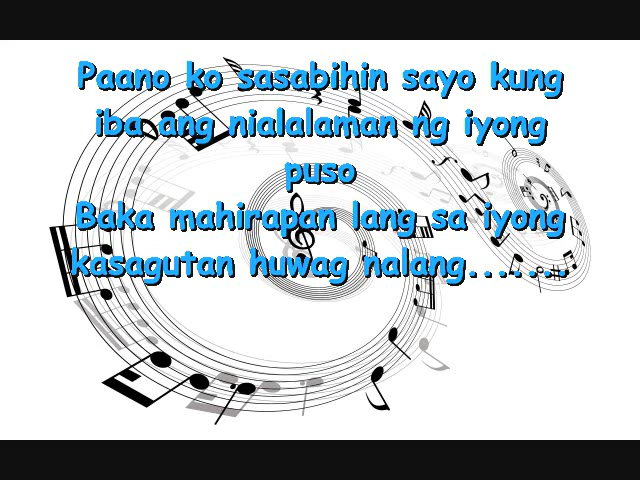 Paano ko sasabihin sayo kung
iba ang nialalaman ng iyong
puso
Baka mahirapan lang sa iyong
kasagutan huwag nalang.......